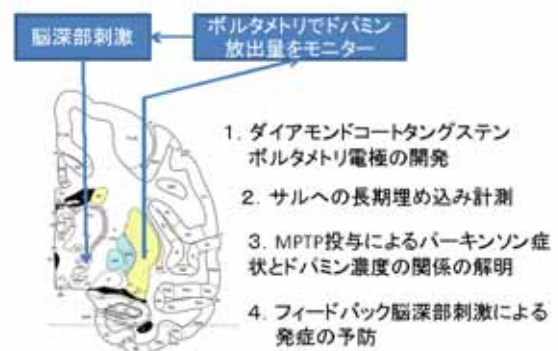 脳深部刺激
ボルタメトリでドパミン
放出量をモニター
1. ダイアモンドコートタングステン
ボルタメトリ電極の開発
2. サルへの長期埋め込み計測
3. MPTP投与によるパーキンソン症
状とドパミン濃度の関係の解明
4. フィードバック脳深部刺激による
発症の予防